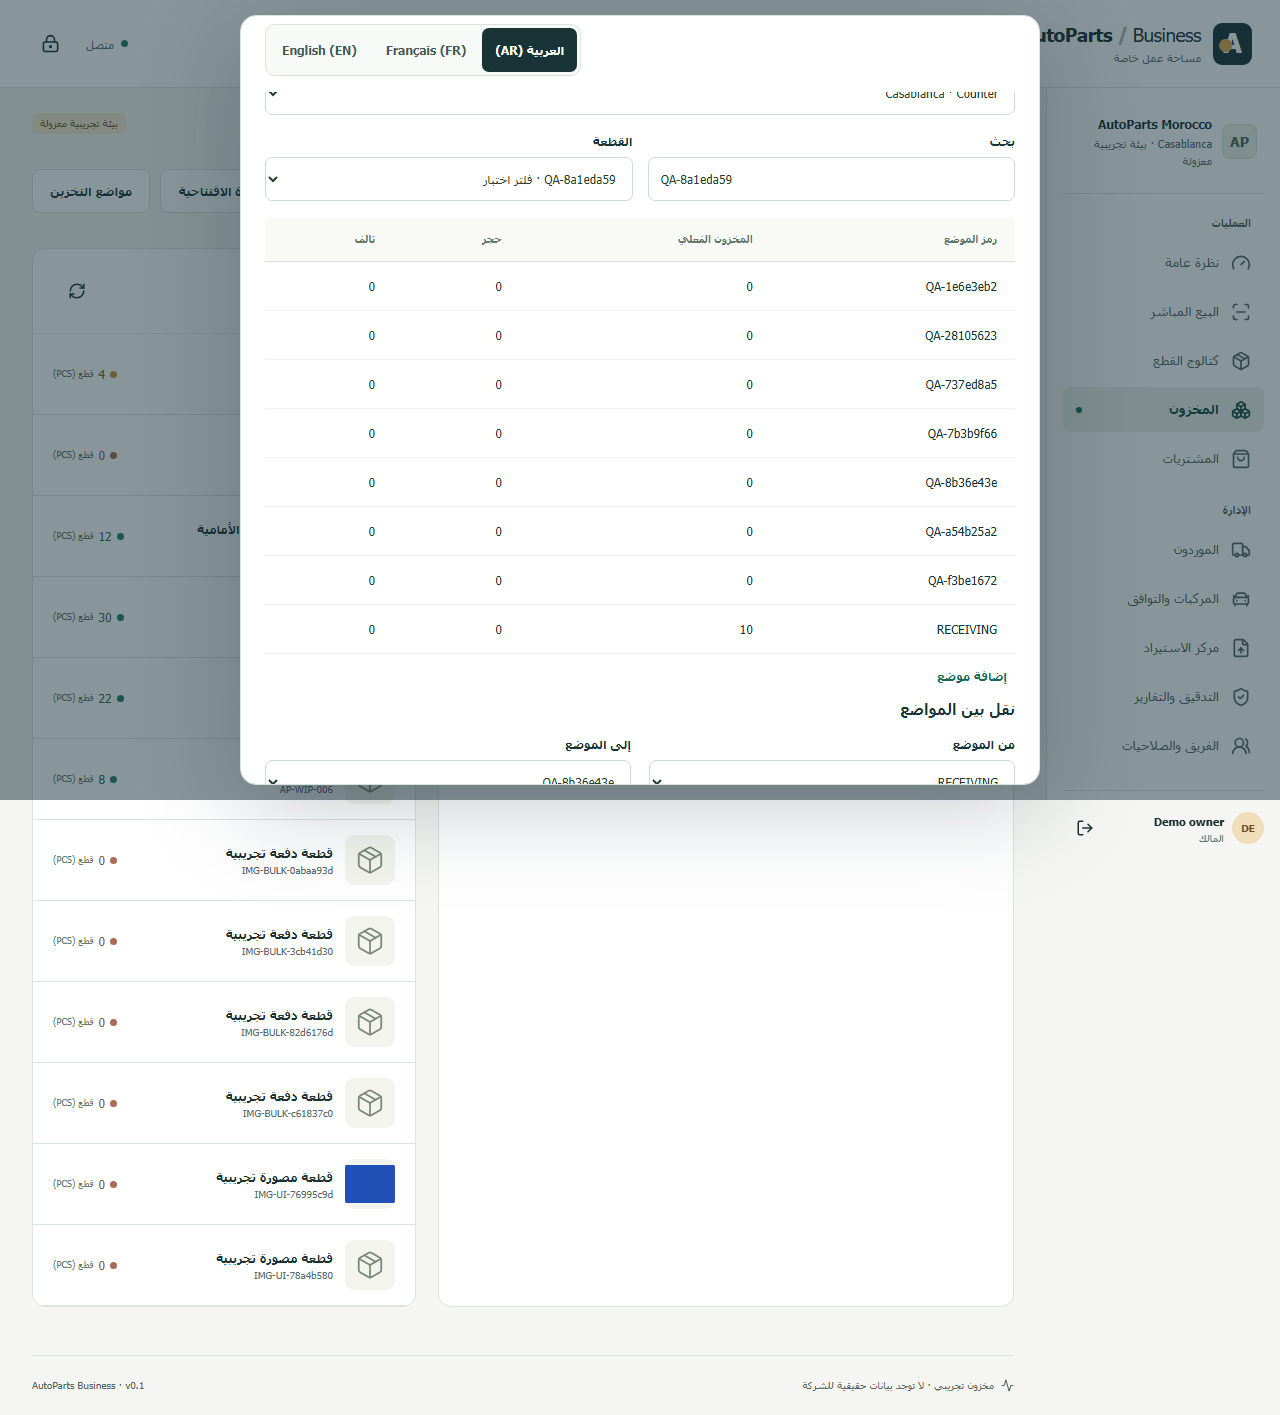 AutoParts / Business
مساحة عمل خاصة
متصل
AutoParts Morocco
Casablanca · بيئة تجريبية معزولة
AP
العمليات
نظرة عامة
البيع المباشر
كتالوج القطع
المخزون
المشتريات
الإدارة
الموردون
المركبات والتوافق
مركز الاستيراد
التدقيق والتقارير
الفريق والصلاحيات
DE
Demo owner
المالك
بيئة تجريبية معزولة
الافتتاحية
مواضع التخزين
العربية (AR)
Français (FR)
English (EN)
Casablanca · Counter
بحث
القطعة
QA-8a1eda59
QA-8a1eda59 · فلتر اختبار
رمز الموضع المخزون الفعلي حجر تالف
QA-1e6e3eb2 0 0 0
QA-28105623 0 0 0
QA-737ed8a5 0 0 0
QA-7b3b9f66 0 0 0
QA-8b36e43e 0 0 0
QA-a54b25a2 0 0 0
QA-f3be1672 0 0 0
RECEIVING 10 0 0
إضافة موضع
نقل بين المواضع
من الموضع
إلى الموضع
RECEIVING
QA-8b36e43e
4 قطع (PCS)
0 قطع (PCS)
الأمامية
12 قطع (PCS)
30 قطع (PCS)
22 قطع (PCS)
AP-WIP-006
8 قطع (PCS)
قطعة دفعة تجريبية
IMG-BULK-0abaa93d
0 قطع (PCS)
قطعة دفعة تجريبية
IMG-BULK-3cb41d30
0 قطع (PCS)
قطعة دفعة تجريبية
IMG-BULK-82d6176d
0 قطع (PCS)
قطعة دفعة تجريبية
IMG-BULK-c61837c0
0 قطع (PCS)
قطعة مصورة تجريبية
IMG-UI-76995c9d
0 قطع (PCS)
قطعة مصورة تجريبية
IMG-UI-78a4b580
0 قطع (PCS)
مخزون تجريبي · لا توجد بيانات حقيقية للشركة
AutoParts Business · v0.1